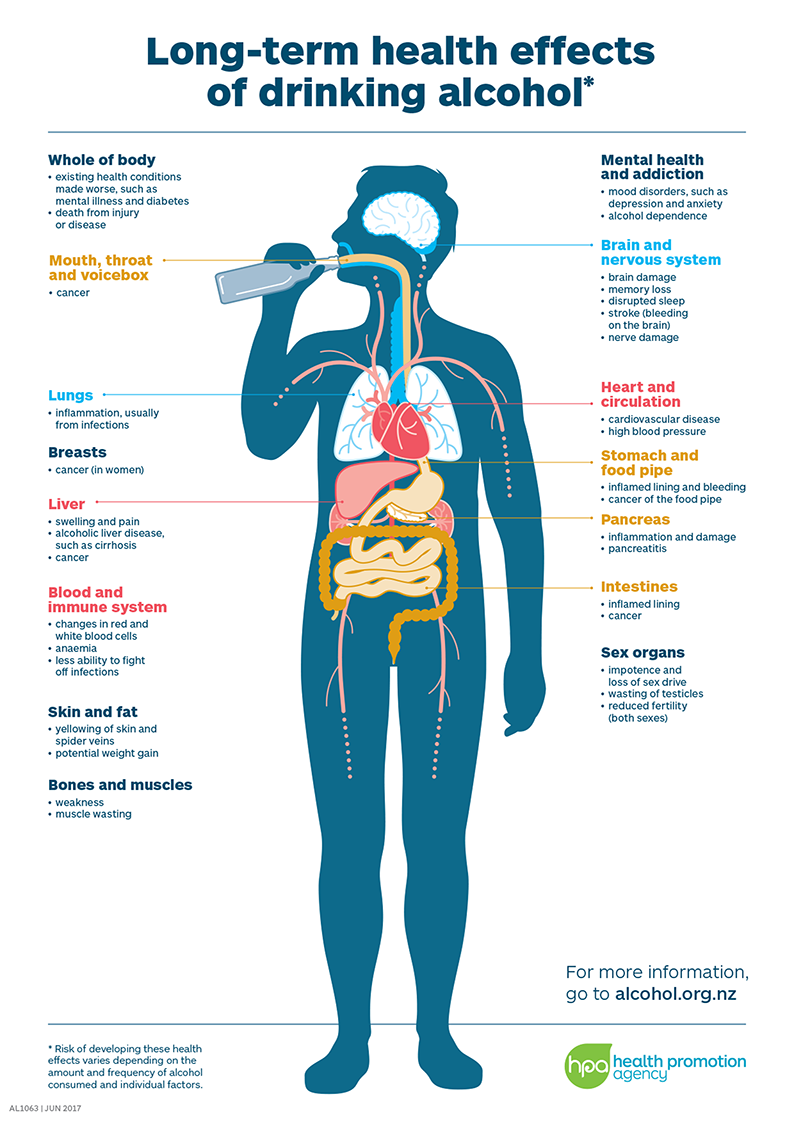 Long-term health effects
of drinking alcohol*
Whole of body
• existing health conditions
made worse, such as
mental illness and diabetes
• death from injury
or disease
Mouth, throat
and voicebox
• cancer
Lungs
• inflammation, usually
from infections
Breasts
• cancer (in women)
Liver
• swelling and pain
• alcoholic liver disease,
such as cirrhosis
• cancer
Blood and
immune system
• changes in red and
white blood cells
• anaemia
• less ability to fight
off infections
Skin and fat
• yellowing of skin and
spider veins
• potential weight gain
Bones and muscles
• weakness
• muscle wasting
Mental health
and addiction
• mood disorders, such as
depression and anxiety
• alcohol dependence
Brain and
nervous system
• brain damage
• memory loss
• disrupted sleep
• stroke (bleeding
on the brain)
• nerve damage
Heart and
circulation
• cardiovascular disease
• high blood pressure
Stomach and
food pipe
• inflamed lining and bleeding
• cancer of the food pipe
Pancreas
• inflammation and damage
• pancreatitis
Intestines
• inflamed lining
• cancer
Sex organs
• impotence and
loss of sex drive
• wasting of testicles
• reduced fertility
(both sexes)
For more information,
go to alcohol.org.nz
* Risk of developing these health
effects varies depending on the
amount and frequency of alcohol
consumed and individual factors.
hpa health promotion
agency
AL1063 | JUN 2017